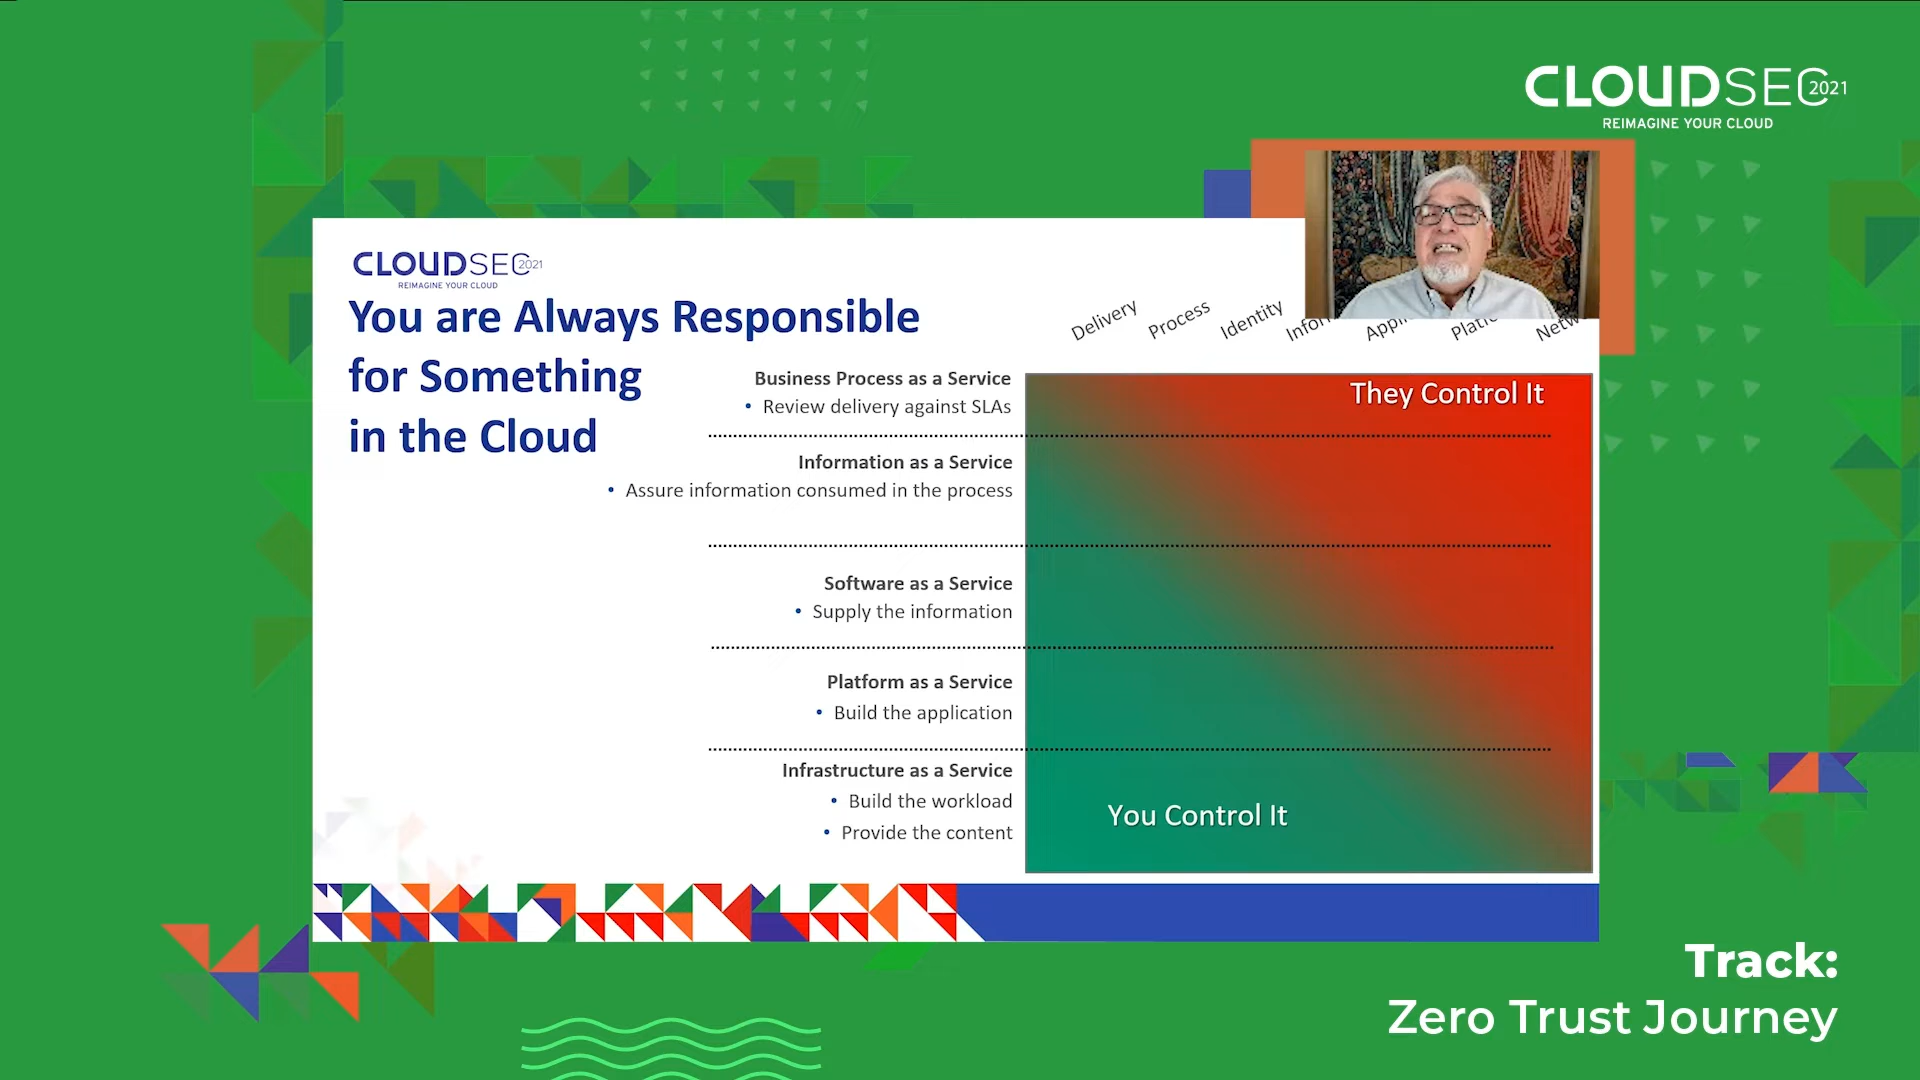 CLOUDSEC 2021
REIMAGINE YOUR CLOUD
CLOUDSEC 2021
REIMAGINE YOUR CLOUD
You are Always Responsible
for Something
in the Cloud
Delivery
Process
Identity
Business Process as a Service
• Review delivery against SLAs
Information as a Service
• Assure information consumed in the process
Software as a Service
• Supply the information
Platform as a Service
• Build the application
Infrastructure as a Service
• Build the workload
• Provide the content
They Control It
You Control It
Track:
Zero Trust Journey